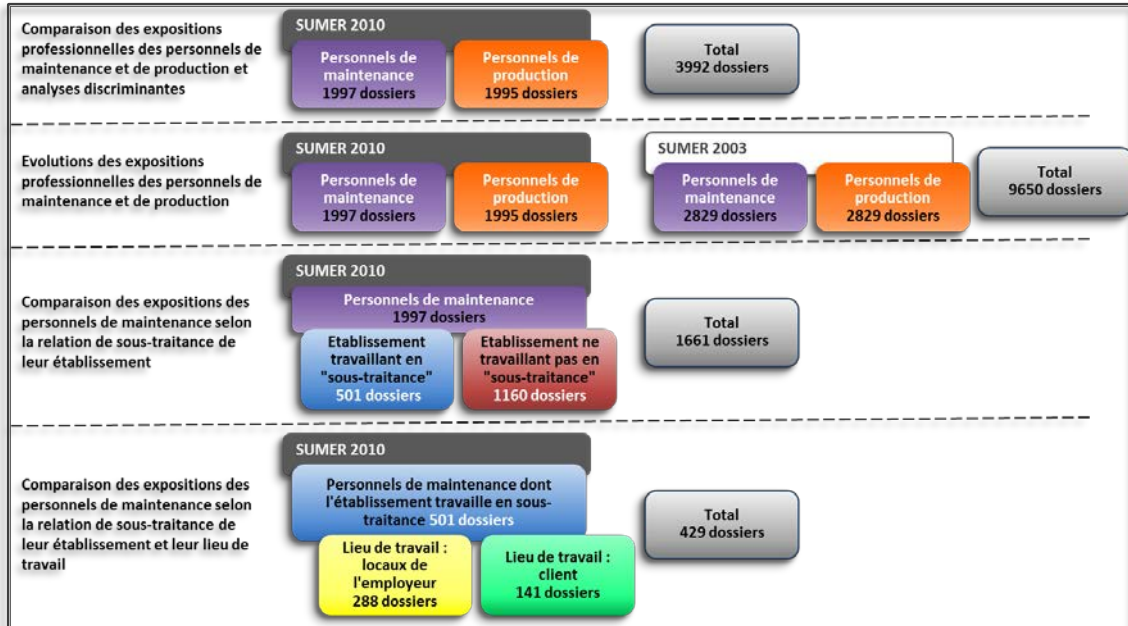 Comparaison des expositions
professionnelles des personnels de
maintenance et de production et
analyses discriminantes
SUMER 2010
Personnels de
maintenance
1997 dossiers
Personnels de
production
1995 dossiers
Total
3992 dossiers
Evolutions des expositions
professionnelles des personnels de
maintenance et de production
SUMER 2010
Personnels de
maintenance
1997 dossiers
Personnels de
production
1995 dossiers
SUMER 2003
Personnels de
maintenance
2829 dossiers
Personnels de
production
2829 dossiers
Total
9650 dossiers
Comparaison des expositions des
personnels de maintenance selon
la relation de sous-traitance de
leur établissement
SUMER 2010
Personnels de maintenance
1997 dossiers
Etablissement
travaillant en
"sous-traitance"
501 dossiers
Etablissement ne
travaillant pas en
"sous-traitance"
1160 dossiers
Total
1661 dossiers
Comparaison des expositions des
personnels de maintenance selon
la relation de sous-traitance de
leur établissement et leur lieu de
travail
SUMER 2010
Personnels de maintenance dont
l'établissement travaille en sous-
traitance 501 dossiers
Lieu de travail :
locaux de
l'employeur
288 dossiers
Lieu de travail :
client
141 dossiers
Total
429 dossiers